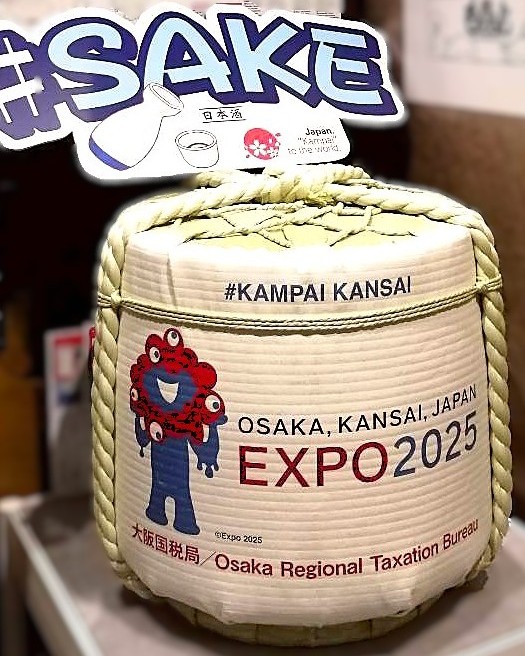 #SAKE
日本酒
Japan.
"Kampai"
to the world.
#KAMPAI KANSAI
OSAKA, KANSAI, JAPAN
EXPO2025
©Expo 2025
大阪国税局/Osaka Regional Taxation Bureau